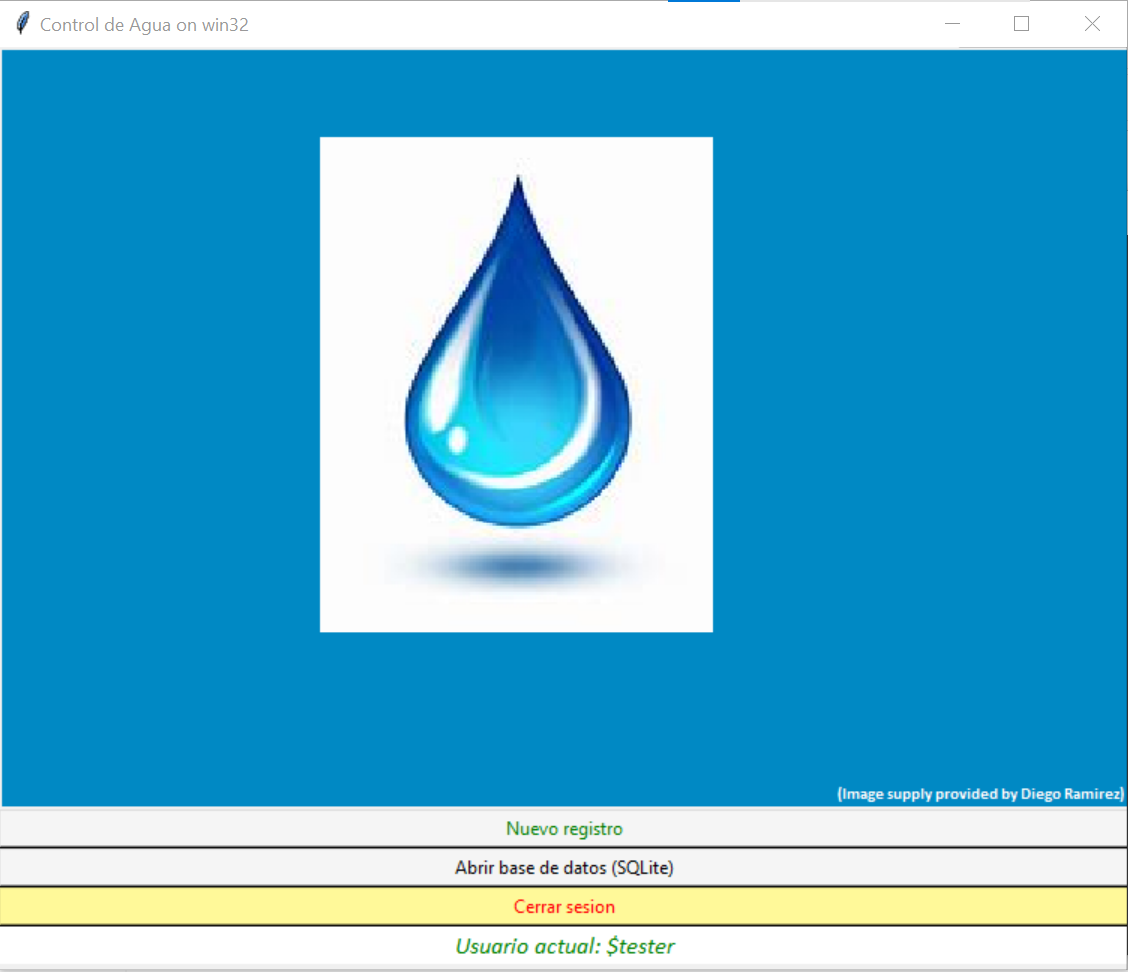 Control de Agua on win32
(Image supply provided by Diego Ramirez)
Nuevo registro
Abrir base de datos (SQLite)
Cerrar sesion
Usuario actual: $tester